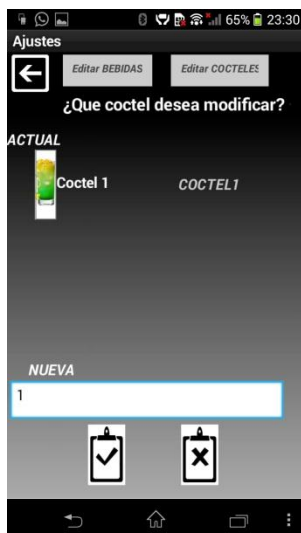 65% 23:30
Ajustes
Editar BEBIDAS Editar COCTELES
¿Que coctel desea modificar?
ACTUAL
Coctel 1 COCTEL1
NUEVA
1